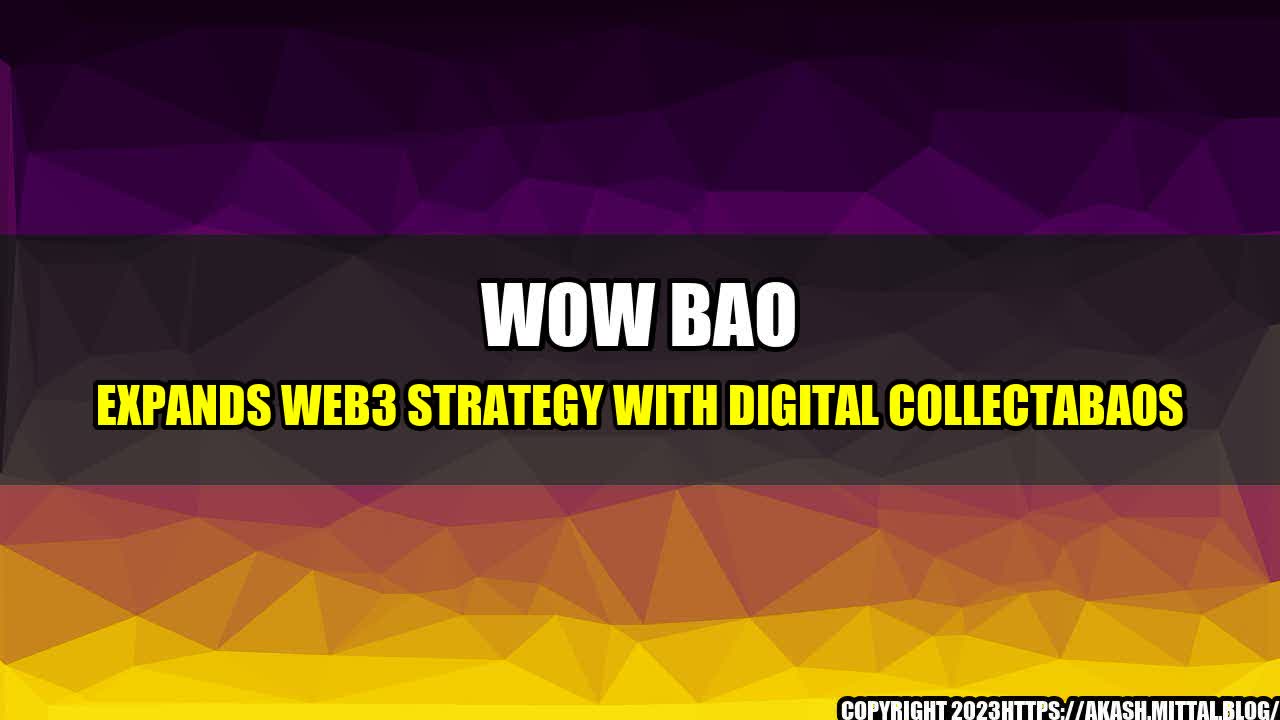 WOW BAO
EXPANDS WEB3 STRATEGY WITH DIGITAL COLLECTABAOS
COPYRIGHT 2023HTTPS://AKASH.MITTAL.BLOG/